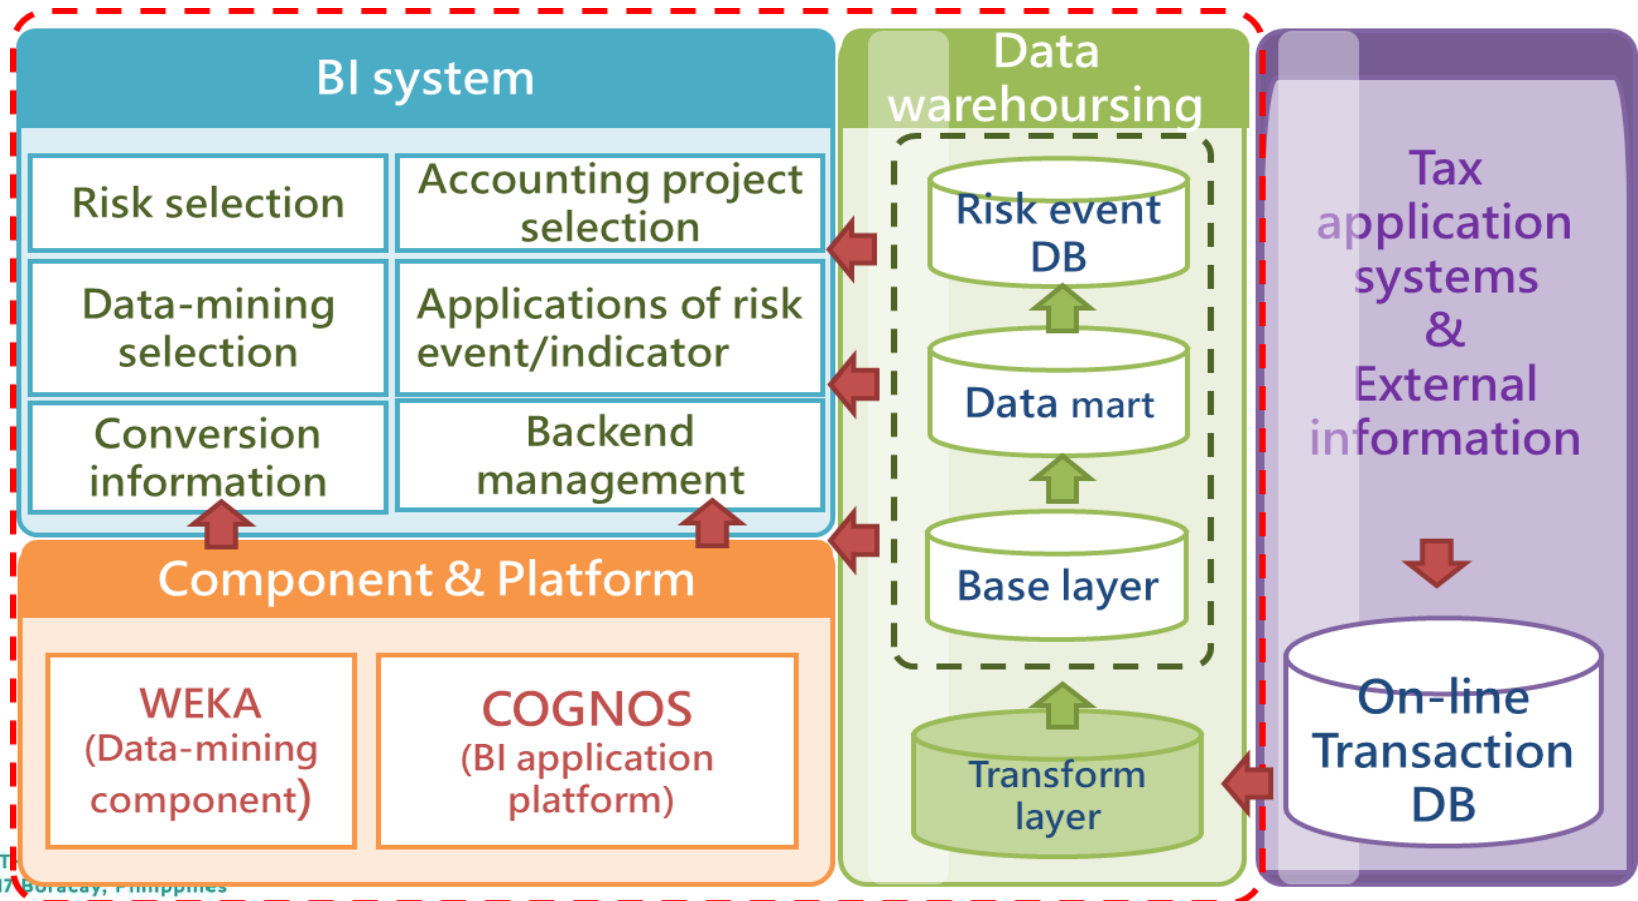 BI system
Risk selection
Accounting project
selection
Data-mining
selection
Applications of risk
event/indicator
Conversion
information
Backend
management
Component & Platform
WEKA
(Data-mining
component)
COGNOS
(BI application
platform)
Data
warehoursing
Risk event
DB
Data mart
Base layer
Transform
layer
Tax
application
systems
&
External
information
On-line
Transaction
DB
17 Boracay, Philippines